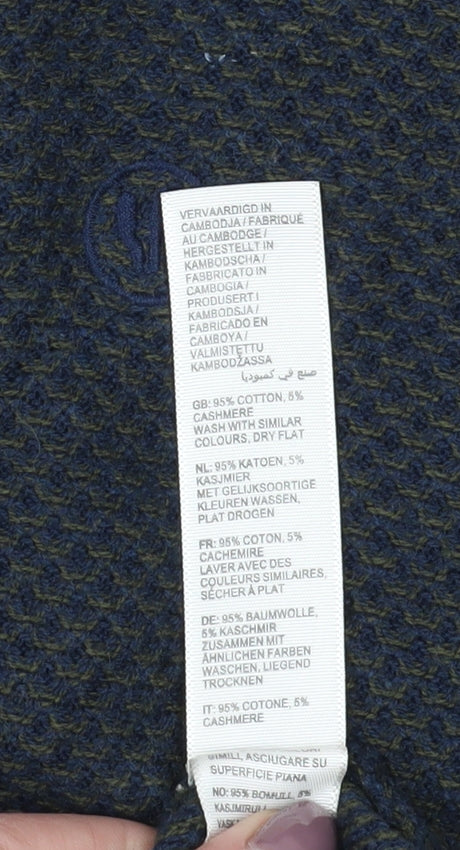 VERVAARDIGD IN
CAMBODJA / FABRIQUÉ
AU CAMBODGE /
HERGESTELLT IN
KAMBODSCHA /
FABBRICATO IN
CAMBOGIA /
PRODUSERT I
KAMBODSJA /
FABRICADO EN
CAMBOYA /
VALMISTETTU
KAMBODŽASSA
صنع في كمبوديا
GB: 95% COTTON, 5%
CASHMERE
WASH WITH SIMILAR
COLOURS, DRY FLAT
NL: 95% KATOEN, 5%
KASJMIER
MET GELIJKSOORTIGE
KLEUREN WASSEN,
PLAT DROGEN
FR: 95% COTON, 5%
CACHEMIRE
LAVER AVEC DES
COULEURS SIMILAIRES,
SÉCHER À PLAT
DE: 95% BAUMWOLLE,
5% KASCHMIR
ZUSAMMEN MIT
ÄHNLICHEN FARBEN
WASCHEN, LIEGEND
TROCKNEN
IT: 95% COTONE, 5%
CASHMERE
SIMILI, ASCIUGARE SU
SUPERFICIE PIANA
NO: 95% BOMULL, 5%